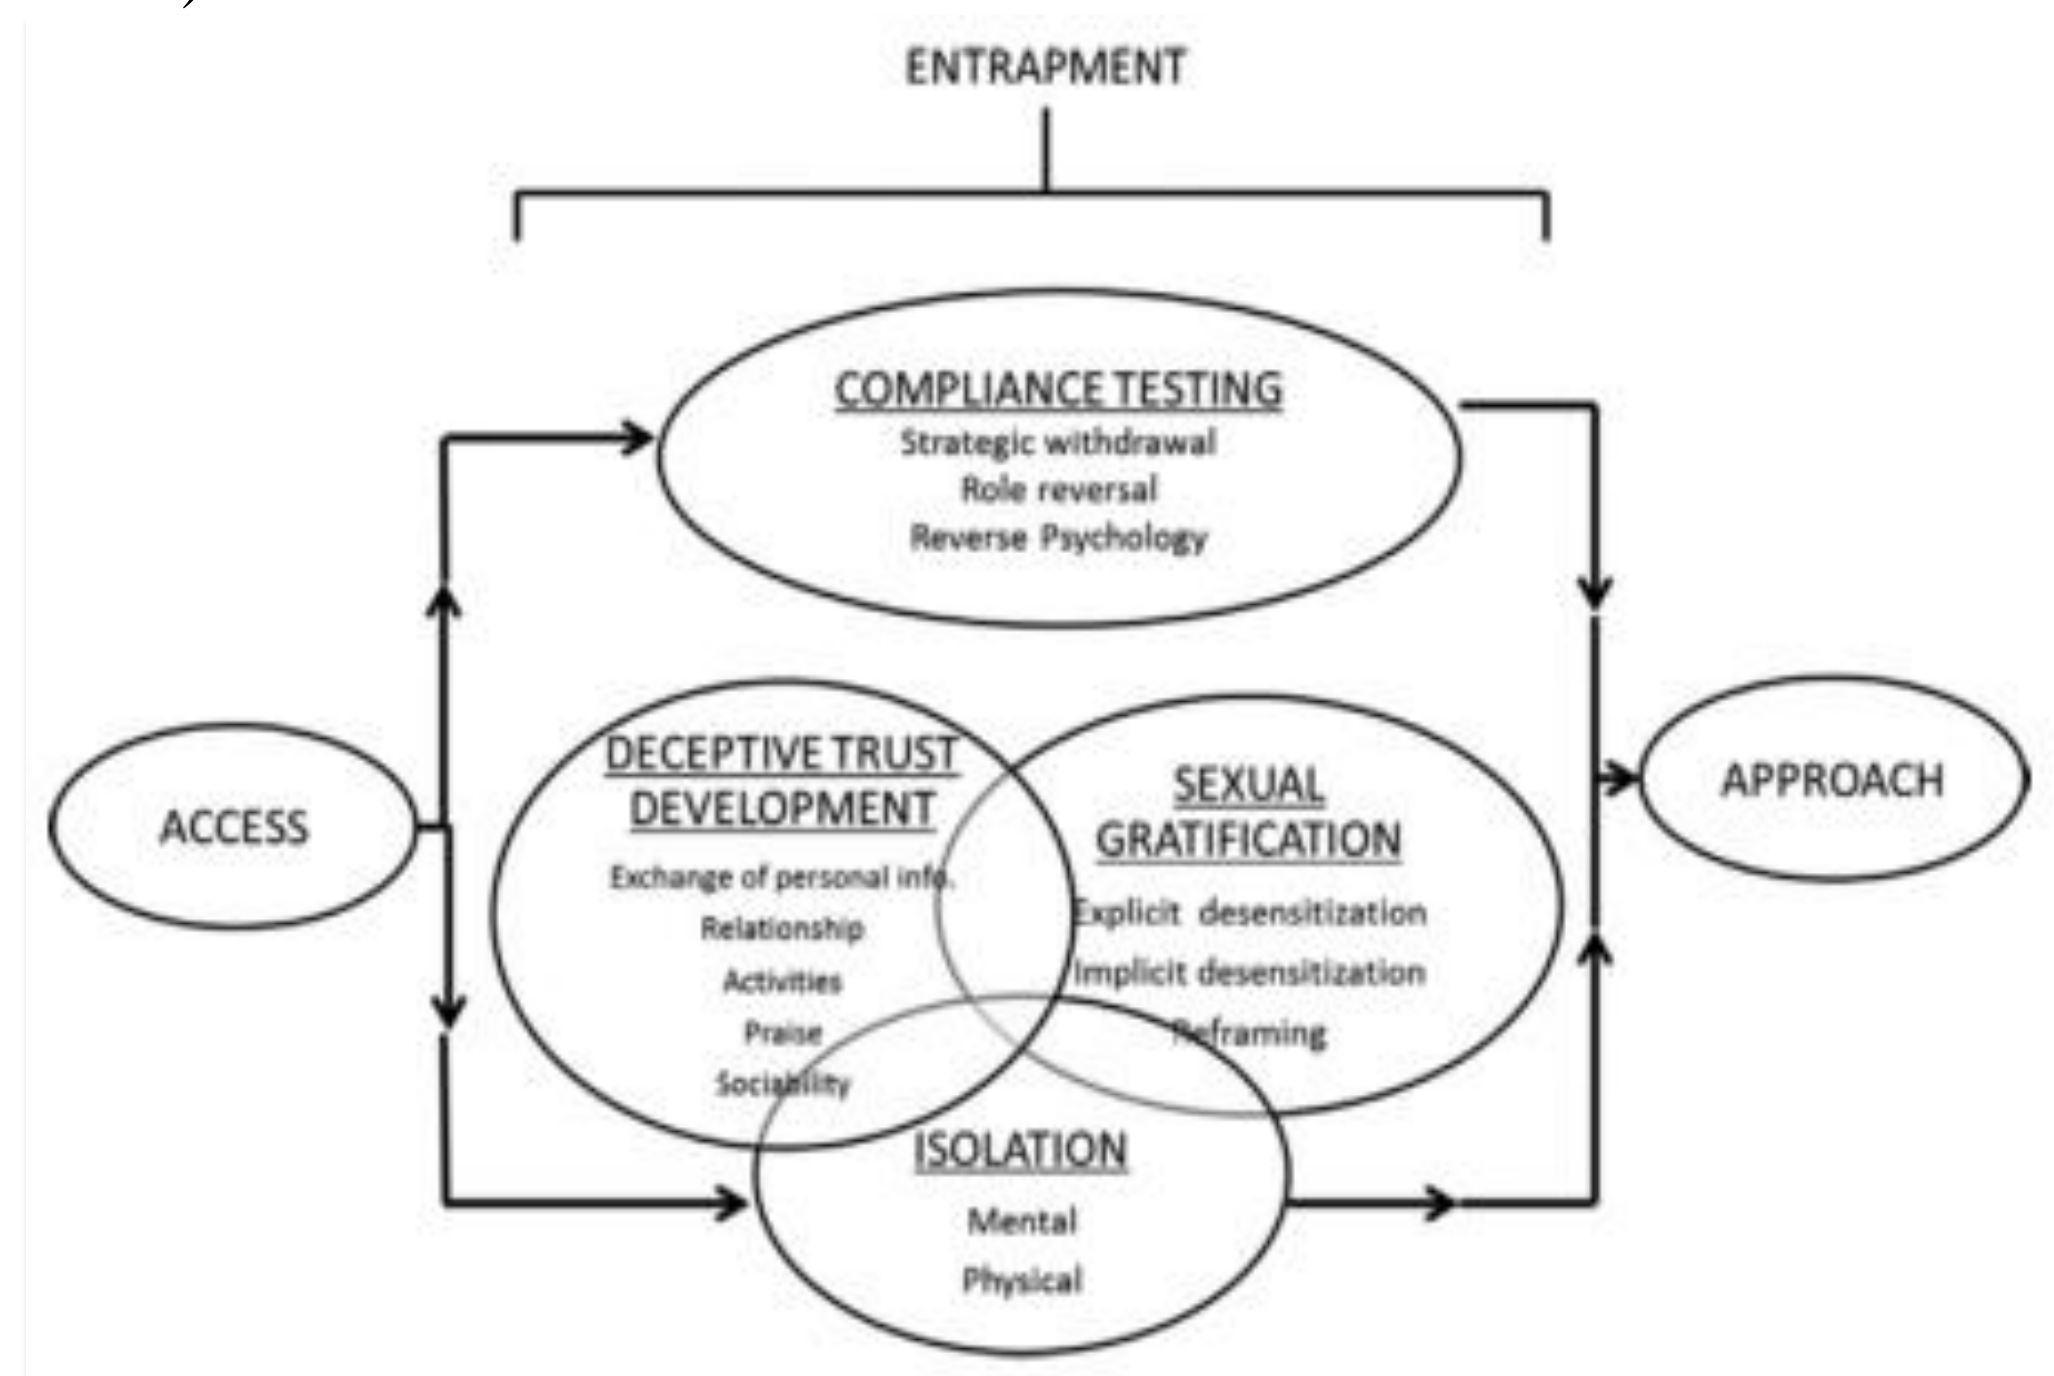 ENTRAPMENT
COMPLIANCE TESTING
Strategic withdrawal
Role reversal
Reverse Psychology
ACCESS
DECEPTIVE TRUST
DEVELOPMENT
Exchange of personal info.
Relationship
Activities
Praise
Sociability
SEXUAL
GRATIFICATION
Explicit desensitization
Implicit desensitization
Reframing
ISOLATION
Mental
Physical
APPROACH